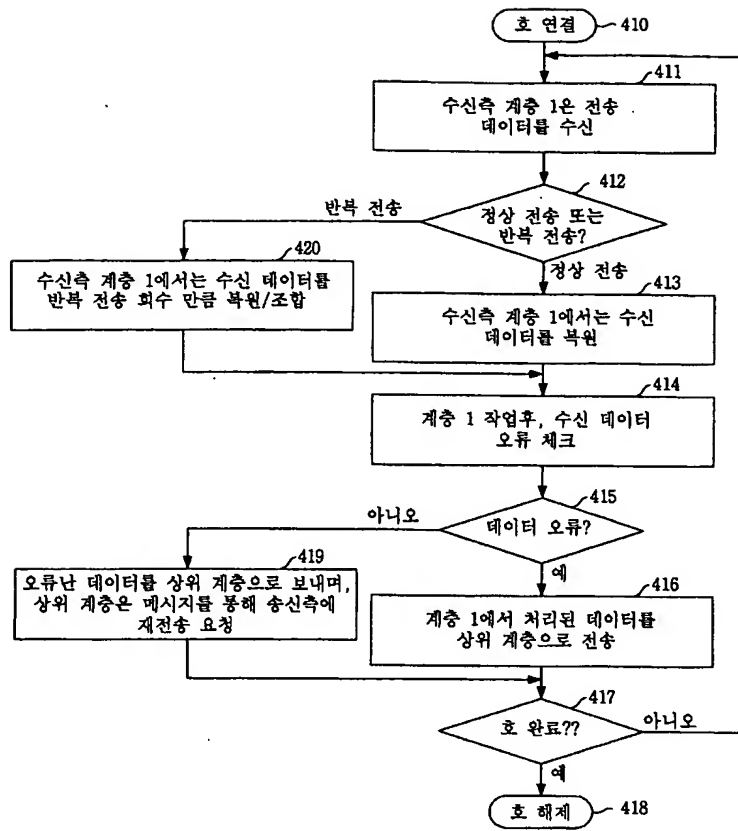 호 연결
410
411
수신측 계층 1은 전송
데이터를 수신
412
반복 전송
정상 전송 또는
반복 전송?
420
정상 전송
수신측 계층 1에서는 수신 데이터를
반복 전송 회수 만큼 복원/조합
413
수신측 계층 1에서는 수신
데이터를 복원
414
계층 1 작업후, 수신 데이터
오류 체크
415
아니오
데이터 오류?
419
예
오류난 데이터를 상위 계층으로 보내며,
상위 계층은 메시지를 통해 송신측에
재전송 요청
416
계층 1에서 처리된 데이터를
상위 계층으로 전송
417
호 완료??
아니오
예
호 해제
418